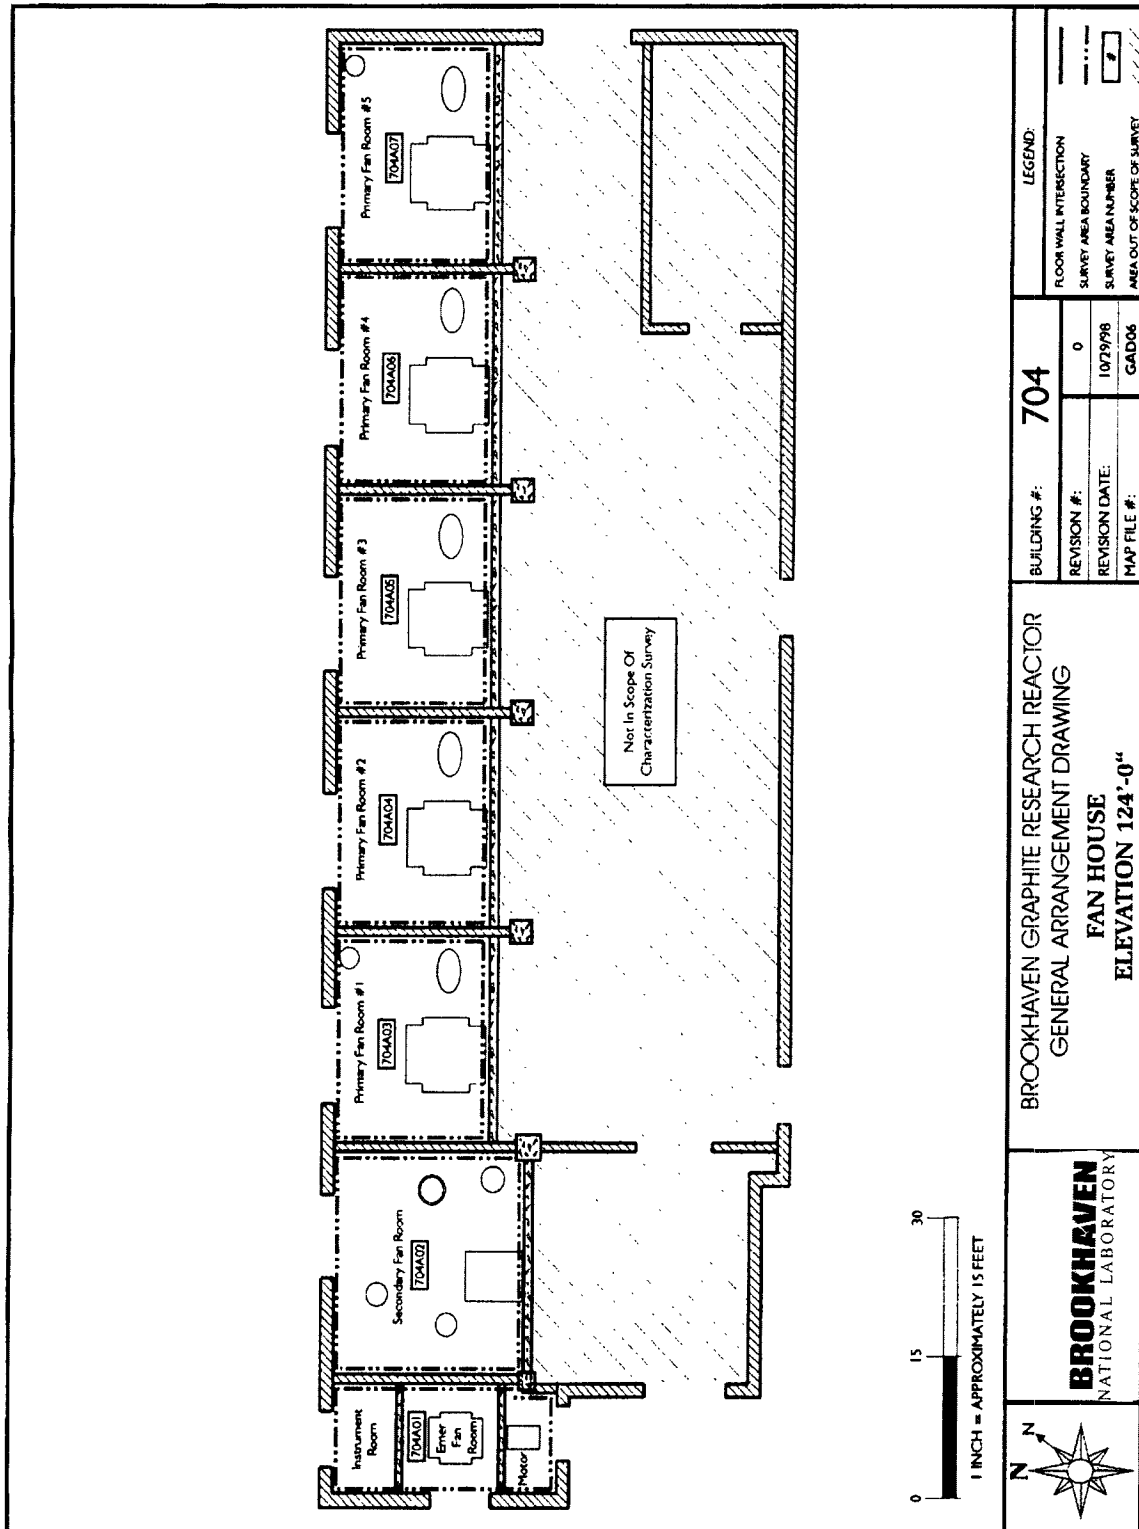 Instrument
Room
704A01
Emer
Fan
Room
Motor
Secondary Fan Room
704A02
Primary Fan Room #1
704A03
Primary Fan Room #2
704A04
Primary Fan Room #3
704A05
Primary Fan Room #4
704A06
Primary Fan Room #5
704A07
Not In Scope Of
Characterization Survey
0
15
30
1 INCH = APPROXIMATELY 15 FEET
N
N
BROOKHAVEN
NATIONAL LABORATORY
BROOKHAVEN GRAPHITE RESEARCH REACTOR
GENERAL ARRANGEMENT DRAWING
FAN HOUSE
ELEVATION 124'-0"
BUILDING #: 704
REVISION #: 0
REVISION DATE: 10/29/98
MAP FILE #: GAD06
LEGEND:
FLOOR WALL INTERSECTION
SURVEY AREA BOUNDARY
SURVEY AREA NUMBER #
AREA OUT OF SCOPE OF SURVEY